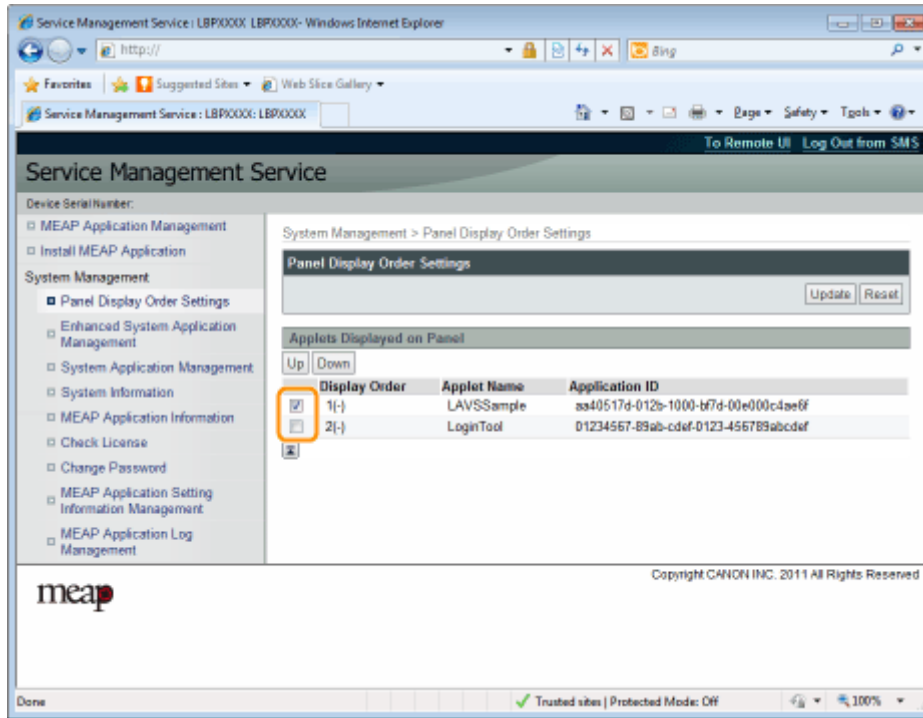 Service Management Service : LBPXXXX: LBPXXXX- Windows Internet Explorer
http://
Bing
Favorites Suggested Sites Web Slice Gallery
Service Management Service : LBPXXXX: LBPXXXX
Page Safety Tools
To Remote UI Log Out from SMS
Service Management Service
Device Serial Number:
MEAP Application Management
Install MEAP Application
System Management
Panel Display Order Settings
Enhanced System Application
Management
System Application Management
System Information
MEAP Application Information
Check License
Change Password
MEAP Application Setting
Information Management
MEAP Application Log
Management
System Management > Panel Display Order Settings
Panel Display Order Settings
Update Reset
Applets Displayed on Panel
Up Down
Display Order Applet Name Application ID
1(-) LAVSSample aa40517d-012b-1000-bf7d-00e000c4ae6f
2(-) LoginTool 01234567-89ab-cdef-0123-456789abcdef
Copyright CANON INC. 2011 All Rights Reserved
meap
Done Trusted sites | Protected Mode: Off 100%